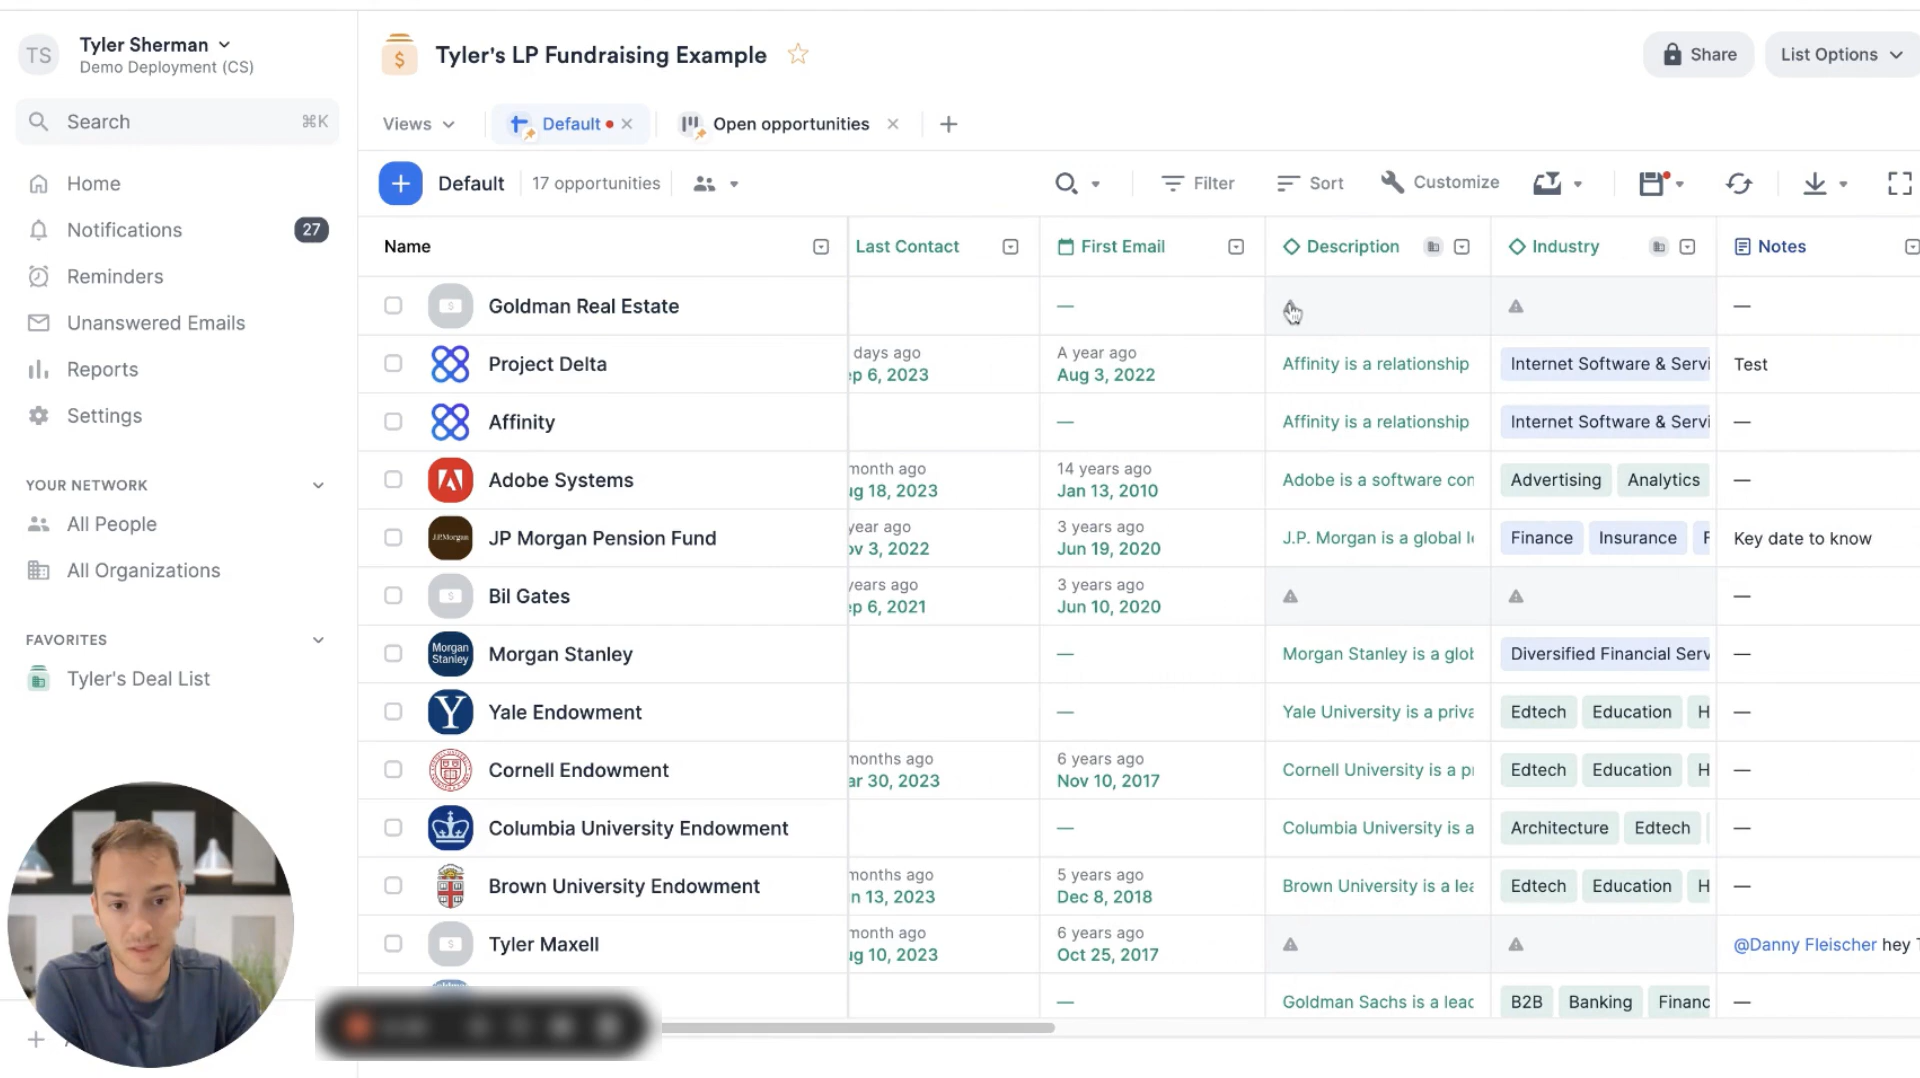 TS
Tyler Sherman
Demo Deployment (CS)
Search
⌘K
Home
Notifications
27
Reminders
Unanswered Emails
Reports
Settings
YOUR NETWORK
All People
All Organizations
FAVORITES
Tyler's Deal List
Tyler's LP Fundraising Example
Share
List Options
Views
Default
Open opportunities
Default
17 opportunities
Filter
Sort
Customize
Name
Last Contact
First Email
Description
Industry
Notes
Goldman Real Estate
—
—
Project Delta
days ago
ep 6, 2023
A year ago
Aug 3, 2022
Affinity is a relationship
Internet Software & Servi
Test
Affinity
—
Affinity is a relationship
Internet Software & Servi
—
Adobe Systems
month ago
ug 18, 2023
14 years ago
Jan 13, 2010
Adobe is a software con
Advertising
Analytics
—
J.P.Morgan
JP Morgan Pension Fund
year ago
ov 3, 2022
3 years ago
Jun 19, 2020
J.P. Morgan is a global le
Finance
Insurance
F
Key date to know
Bil Gates
years ago
ep 6, 2021
3 years ago
Jun 10, 2020
—
Morgan Stanley
Morgan Stanley
—
Morgan Stanley is a glob
Diversified Financial Serv
—
Y
Yale Endowment
—
Yale University is a priva
Edtech
Education
H
—
Cornell Endowment
months ago
ar 30, 2023
6 years ago
Nov 10, 2017
Cornell University is a pr
Edtech
Education
H
—
Columbia University Endowment
—
Columbia University is a
Architecture
Edtech
—
Brown University Endowment
months ago
n 13, 2023
5 years ago
Dec 8, 2018
Brown University is a lea
Edtech
Education
H
—
Tyler Maxell
month ago
ug 10, 2023
6 years ago
Oct 25, 2017
@Danny Fleischer hey T
—
Goldman Sachs is a lead
B2B
Banking
Financ
—